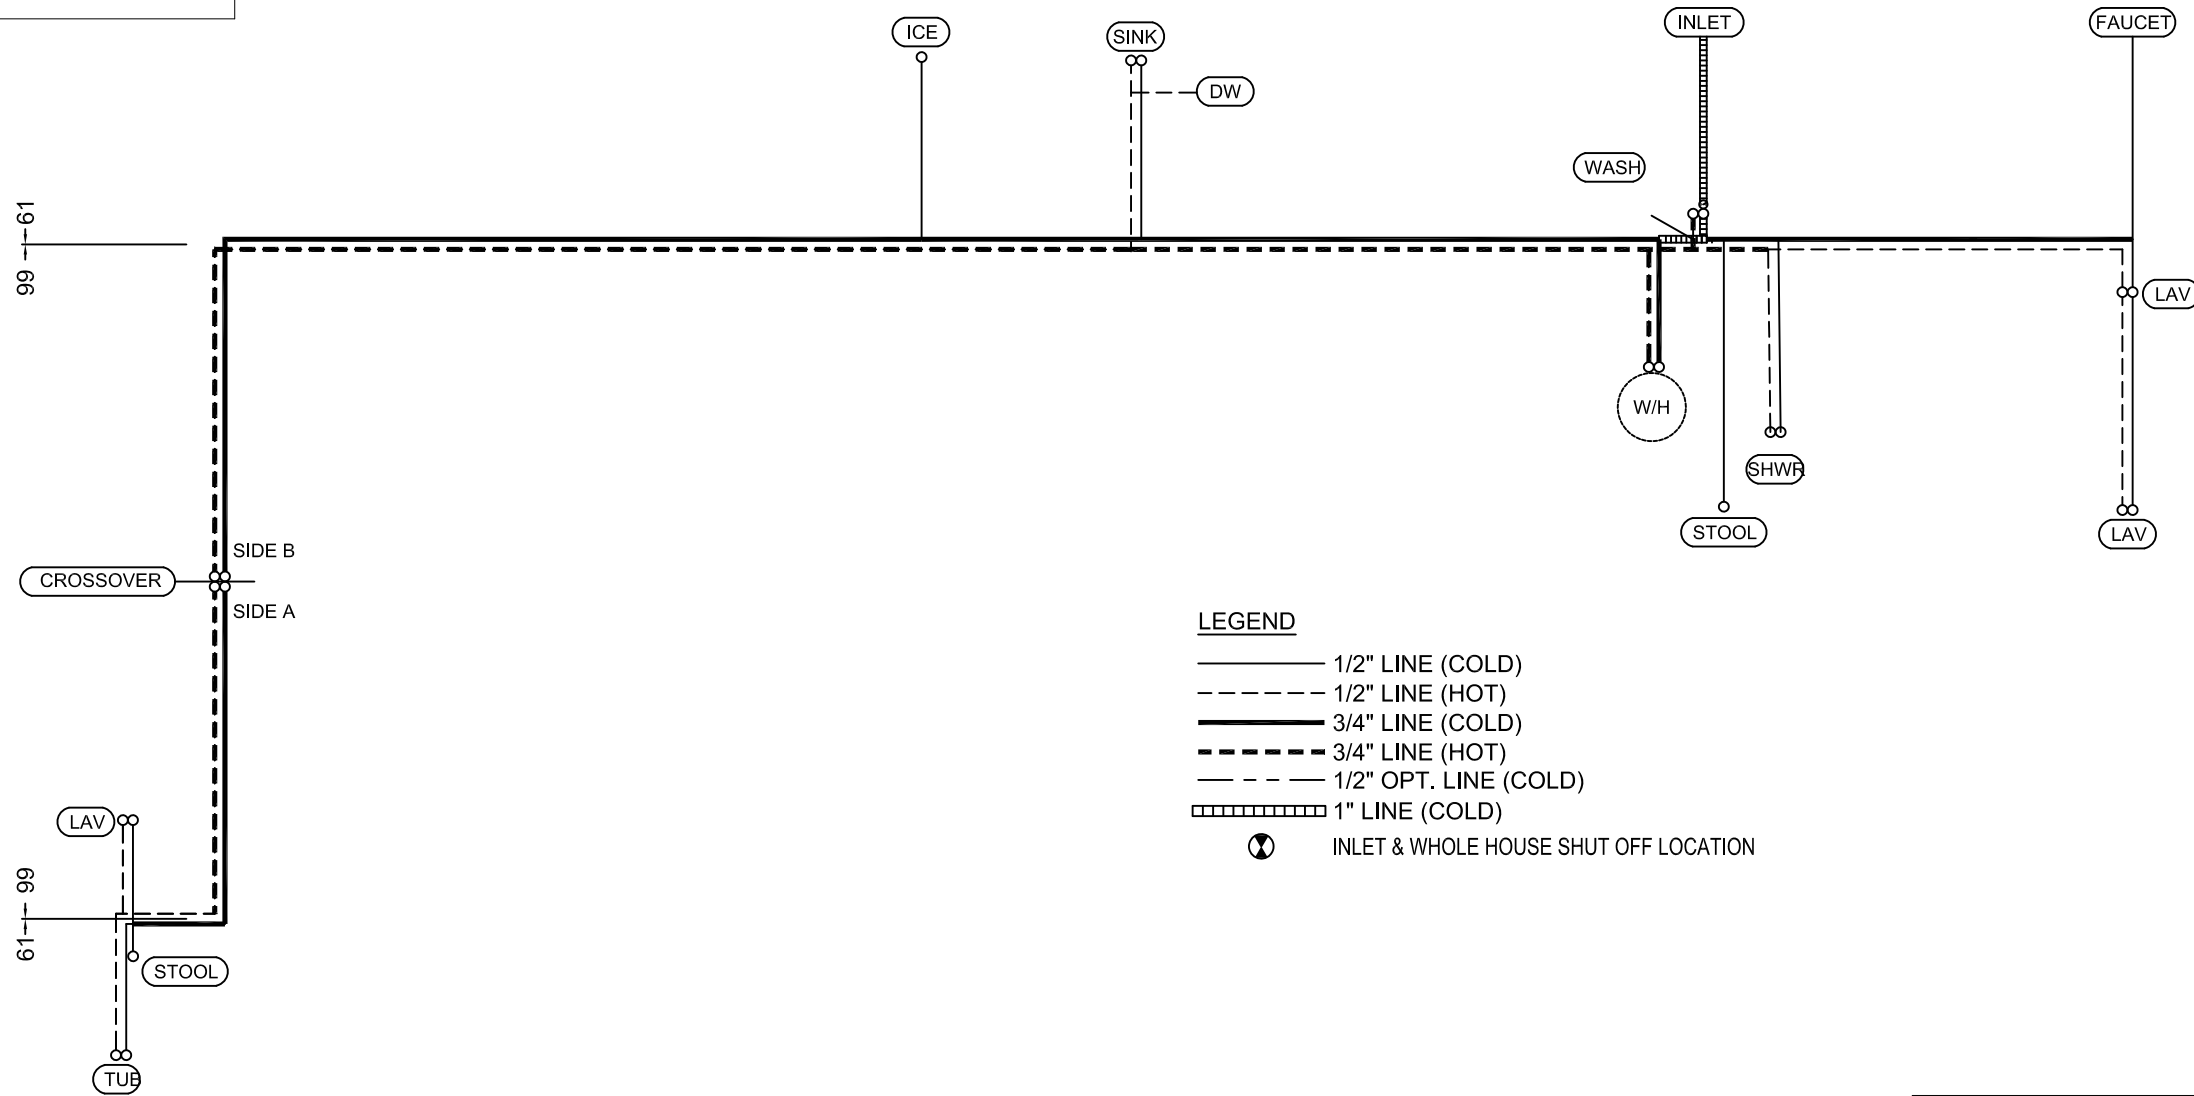 ICE
SINK
INLET
FAUCET
DW
WASH
61
99
LAV
W/H
SHWR
STOOL
LAV
SIDE B
CROSSOVER
SIDE A
LEGEND
1/2" LINE (COLD)
1/2" LINE (HOT)
3/4" LINE (COLD)
3/4" LINE (HOT)
1/2" OPT. LINE (COLD)
1" LINE (COLD)
INLET & WHOLE HOUSE SHUT OFF LOCATION
LAV
99
61
STOOL
TUB